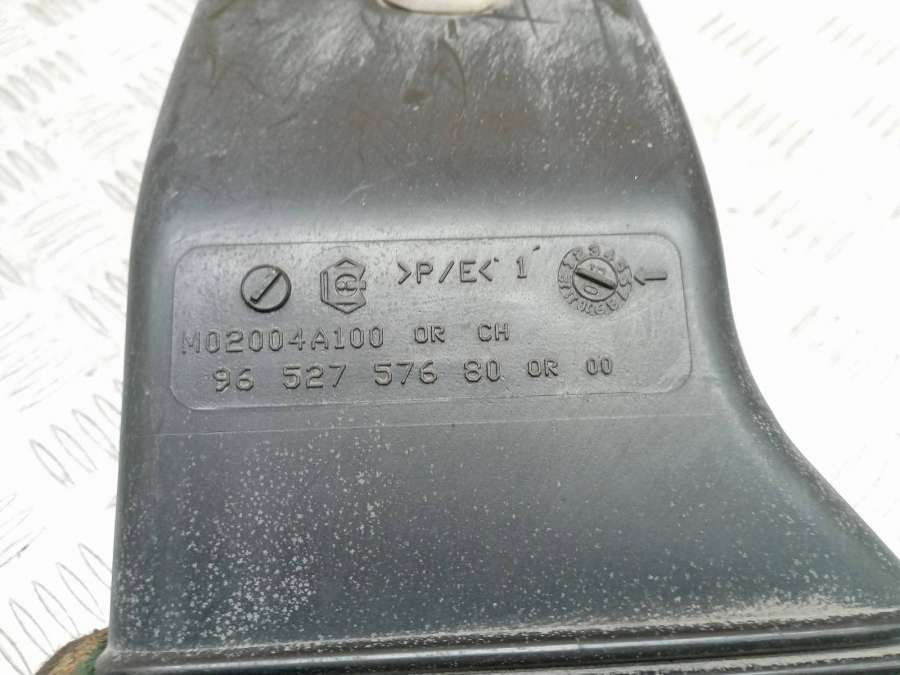 >P/E< 1
M02004A100 OR CH
96 527 576 80 OR 00